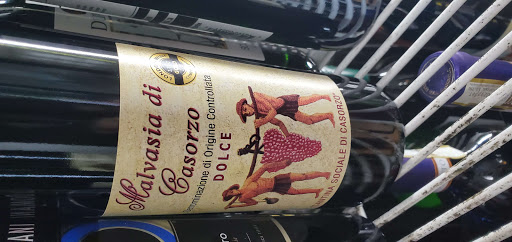 Malvasia di
Casorzo
Denominazione di Origine Controllata
DOLCE
CANTINA SOCIALE DI CASORZO